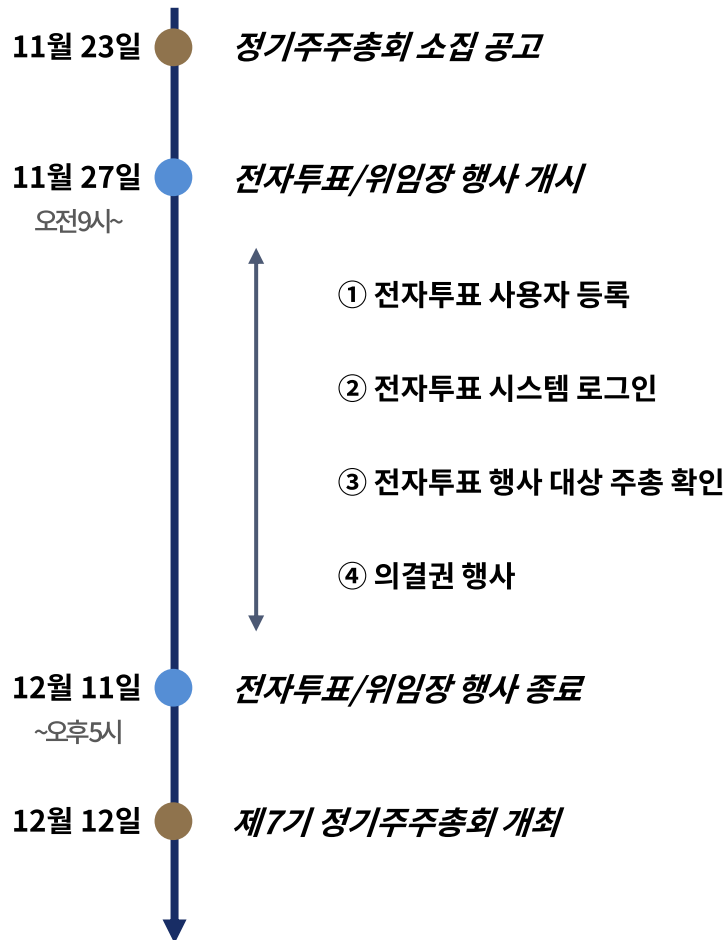 11월 23일 정기주주총회 소집 공고
11월 27일 전자투표/위임장 행사 개시
오전9시~
① 전자투표 사용자 등록
② 전자투표 시스템 로그인
③ 전자투표 행사 대상 주총 확인
④ 의결권 행사
12월 11일 전자투표/위임장 행사 종료
~오후5시
12월 12일 제7기 정기주주총회 개최